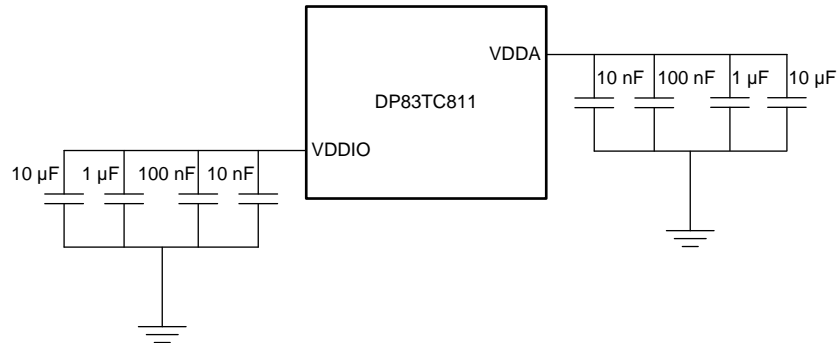 VDDA
10 nF 100 nF 1 µF 10 µF
DP83TC811
VDDIO
10 µF 1 µF 100 nF 10 nF